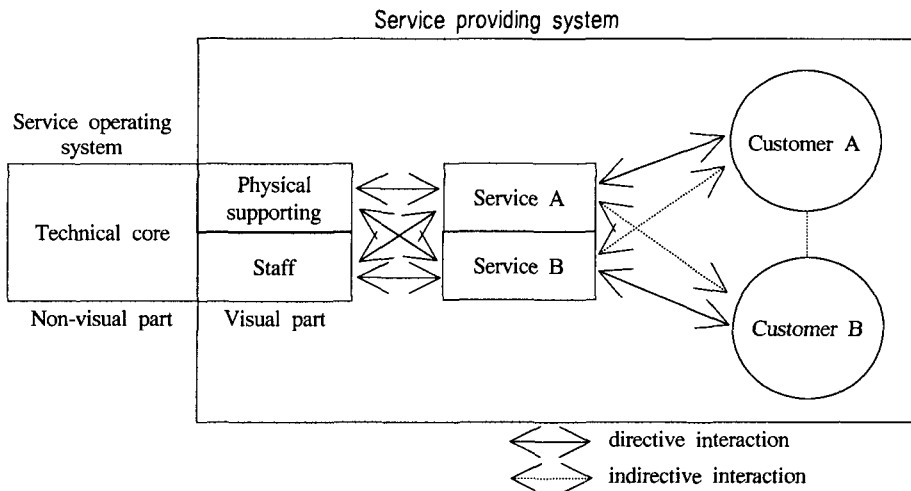 Service providing system
Service operating
system
Technical core
Physical
supporting
Staff
Service A
Service B
Customer A
Customer B
Non-visual part
Visual part
directive interaction
indirective interaction